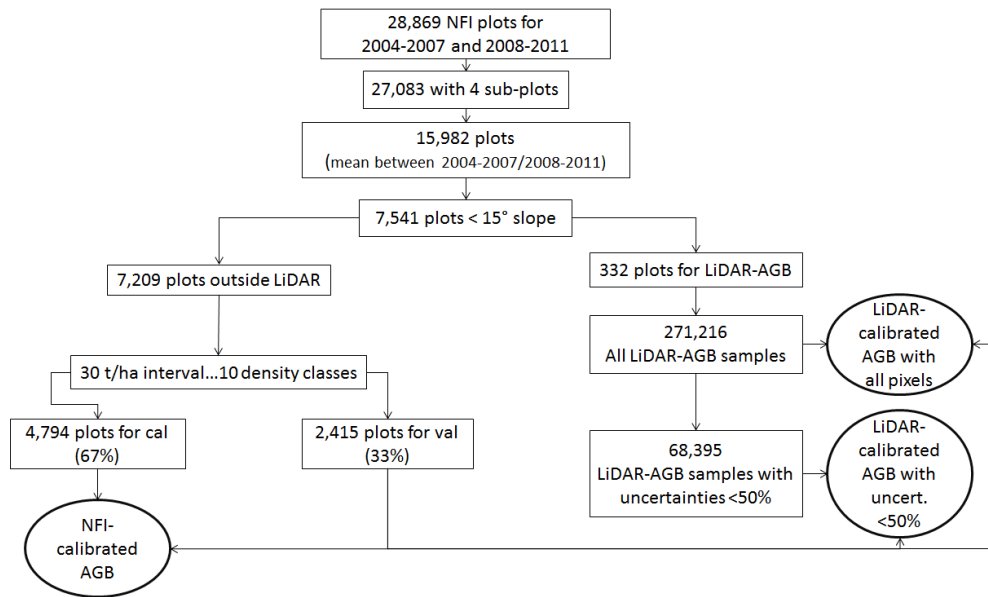 28,869 NFI plots for
2004-2007 and 2008-2011
27,083 with 4 sub-plots
15,982 plots
(mean between 2004-2007/2008-2011)
7,541 plots < 15° slope
7,209 plots outside LiDAR
332 plots for LiDAR-AGB
271,216
All LiDAR-AGB samples
LiDAR-
calibrated
AGB with
all pixels
30 t/ha interval...10 density classes
4,794 plots for cal
(67%)
2,415 plots for val
(33%)
68,395
LiDAR-AGB samples with
uncertainties <50%
LiDAR-
calibrated
AGB with
uncert.
<50%
NFI-
calibrated
AGB